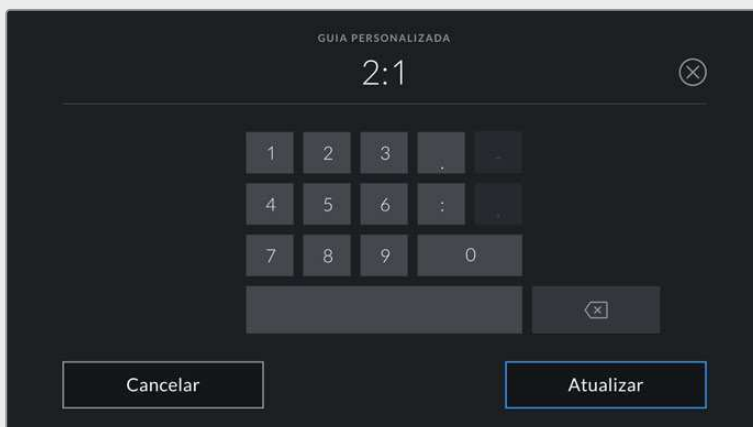 GUIA PERSONALIZADA
2:1
1 2 3 . -
4 5 6 : ,
7 8 9 0
Cancelar Atualizar